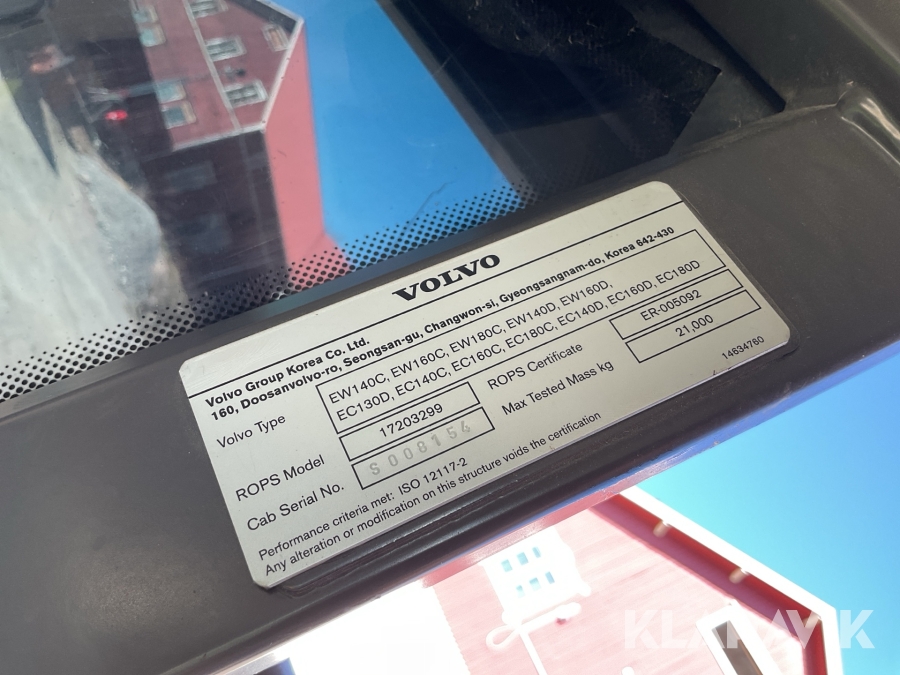 VOLVO
Volvo Group Korea Co. Ltd.
160, Doosanvolvo-ro, Seongsan-gu, Changwon-si, Gyeongsangnam-do, Korea 642-430
Volvo Type
EW140C, EW160C, EW180C, EW140D, EW160D,
EC130D, EC140C, EC160C, EC180C, EC140D, EC160D, EC180D
ROPS Model 17203299 ROPS Certificate ER-005092
Cab Serial No. S008154 Max Tested Mass kg 21,000
Performance criteria met: ISO 12117-2 14634760
Any alteration or modification on this structure voids the certification
KLARAVIK